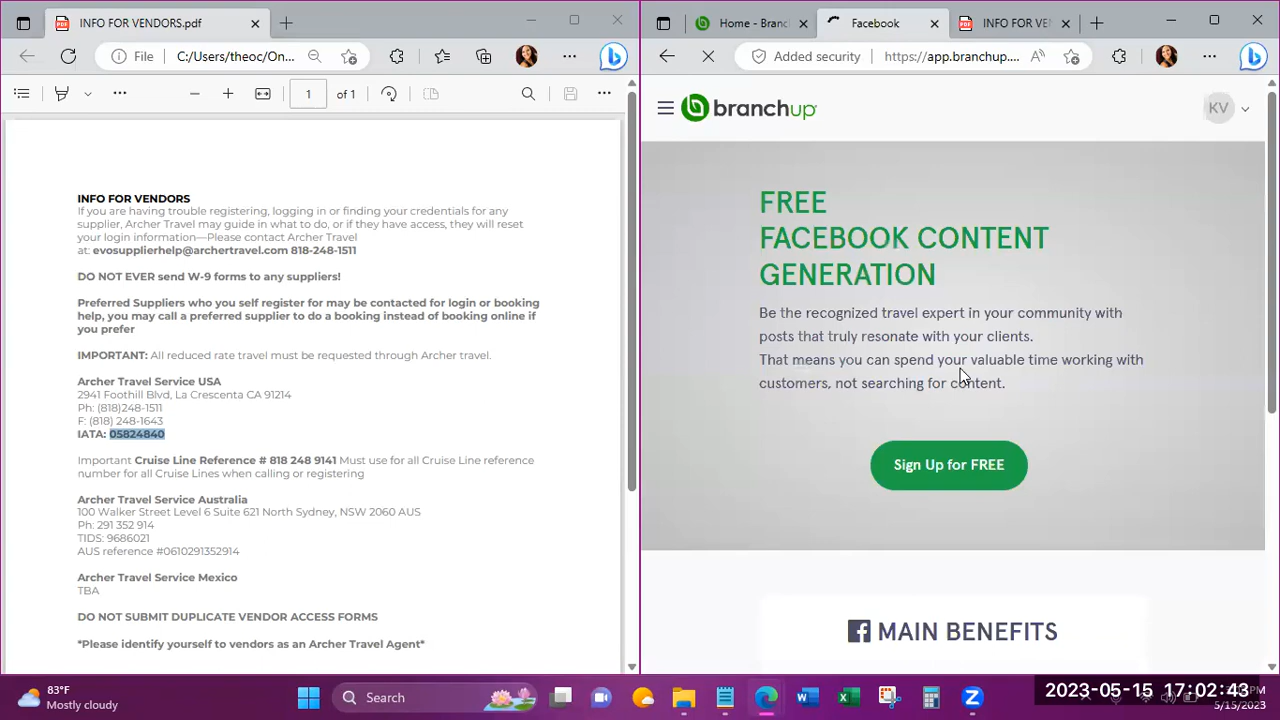 INFO FOR VENDORS.pdf
File
C:/Users/theoc/On...
1
of 1
INFO FOR VENDORS
If you are having trouble registering, logging in or finding your credentials for any
supplier, Archer Travel may guide in what to do, or if they have access, they will reset
your login information—Please contact Archer Travel
at: evosupplierhelp@archertravel.com 818-248-1511
DO NOT EVER send W-9 forms to any suppliers!
Preferred Suppliers who you self register for may be contacted for login or booking
help, you may call a preferred supplier to do a booking instead of booking online if
you prefer
IMPORTANT: All reduced rate travel must be requested through Archer travel.
Archer Travel Service USA
2941 Foothill Blvd, La Crescenta CA 91214
Ph: (818)248-1511
F: (818) 248-1643
IATA: 05824840
Important Cruise Line Reference # 818 248 9141 Must use for all Cruise Line reference
number for all Cruise Lines when calling or registering
Archer Travel Service Australia
100 Walker Street Level 6 Suite 621 North Sydney, NSW 2060 AUS
Ph: 291 352 914
TIDS: 9686021
AUS reference #0610291352914
Archer Travel Service Mexico
TBA
DO NOT SUBMIT DUPLICATE VENDOR ACCESS FORMS
*Please identify yourself to vendors as an Archer Travel Agent*
Home - Branc
Facebook
INFO FOR VEN
Added security
https://app.branchup....
branchup
KV
FREE
FACEBOOK CONTENT
GENERATION
Be the recognized travel expert in your community with
posts that truly resonate with your clients.
That means you can spend your valuable time working with
customers, not searching for content.
Sign Up for FREE
MAIN BENEFITS
83°F
Mostly cloudy
Search
2023-05-15 17:02:43
5/15/2023